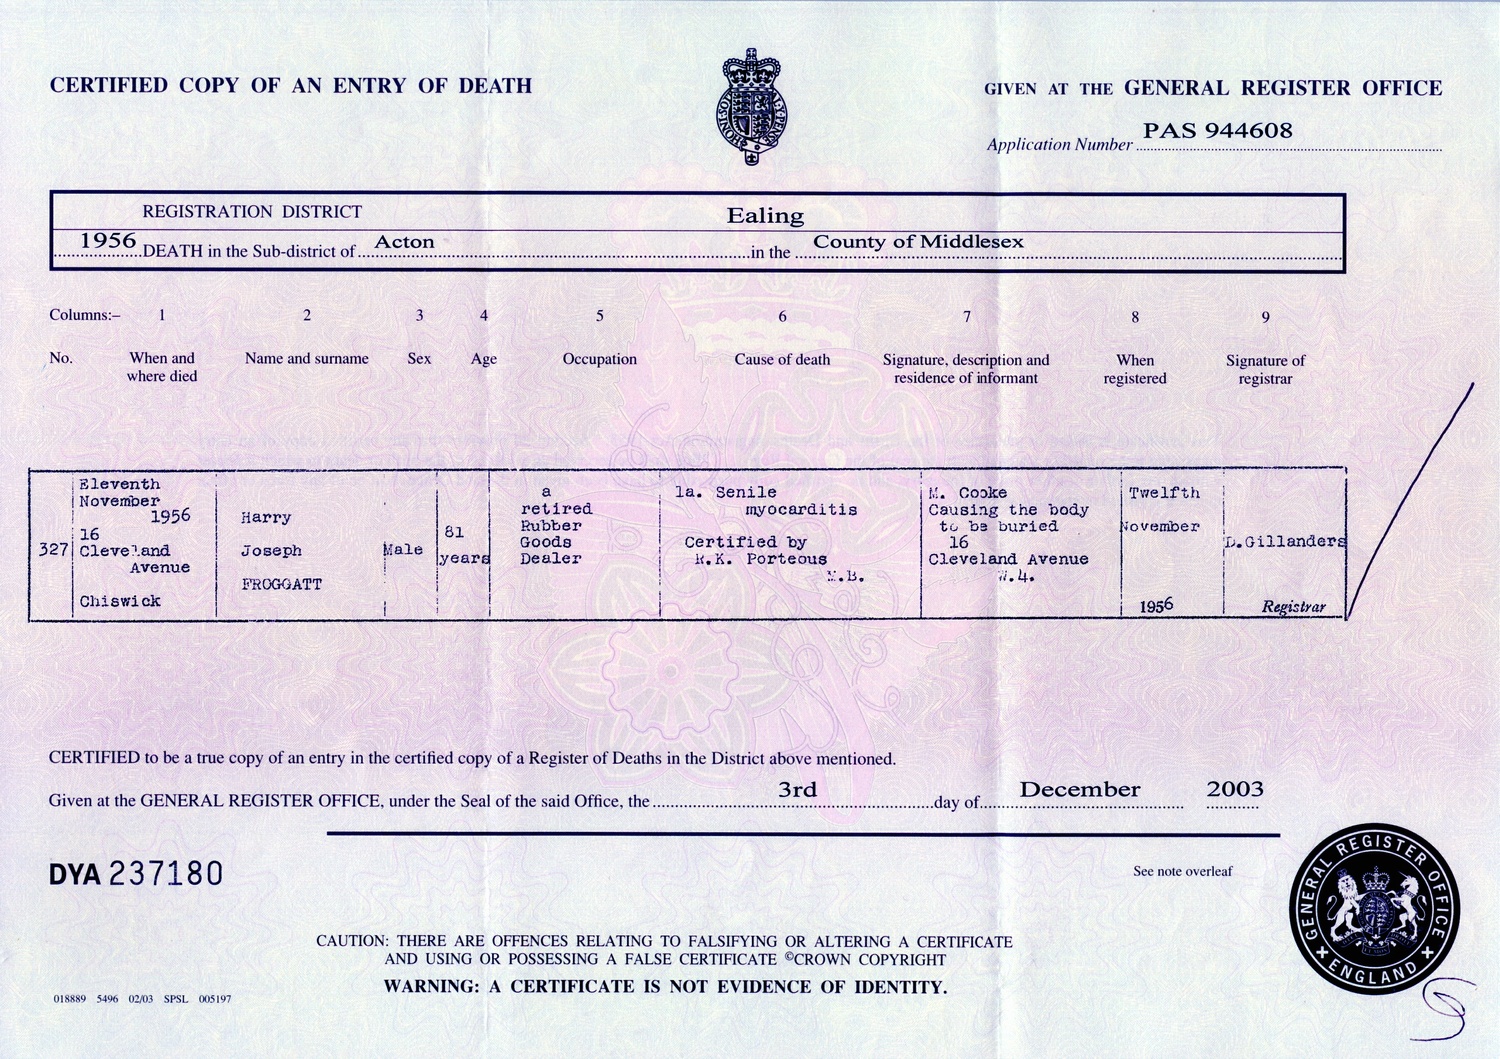 CERTIFIED COPY OF AN ENTRY OF DEATH
GIVEN AT THE GENERAL REGISTER OFFICE
Application Number PAS 944608
REGISTRATION DISTRICT Ealing
1956 DEATH in the Sub-district of Acton in the County of Middlesex
Columns:– 1 2 3 4 5 6 7 8 9
No.
When and
where died
Name and surname
Sex
Age
Occupation
Cause of death
Signature, description and
residence of informant
When
registered
Signature of
registrar
327
Eleventh
November
1956
16
Cleveland
Avenue
Chiswick
Harry
Joseph
FROGGATT
Male
81
years
a
retired
Rubber
Goods
Dealer
1a. Senile
myocarditis
Certified by
R.K. Porteous
M.B.
M. Cooke
Causing the body
to be buried
16
Cleveland Avenue
W.4.
Twelfth
November
1956
D.Gillanders
Registrar
CERTIFIED to be a true copy of an entry in the certified copy of a Register of Deaths in the District above mentioned.
Given at the GENERAL REGISTER OFFICE, under the Seal of the said Office, the 3rd day of December 2003
DYA 237180
See note overleaf
CAUTION: THERE ARE OFFENCES RELATING TO FALSIFYING OR ALTERING A CERTIFICATE
AND USING OR POSSESSING A FALSE CERTIFICATE ©CROWN COPYRIGHT
WARNING: A CERTIFICATE IS NOT EVIDENCE OF IDENTITY.
018889 5496 02/03 SPSL 005197
GENERAL REGISTER OFFICE
ENGLAND